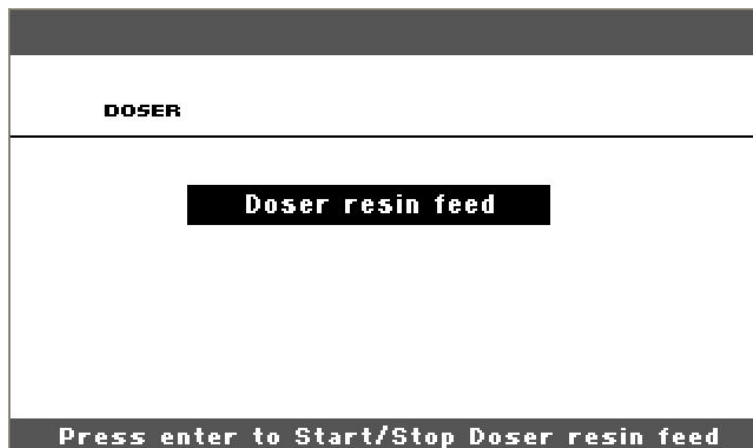 DOSER
Doser resin feed
Press enter to Start/Stop Doser resin feed